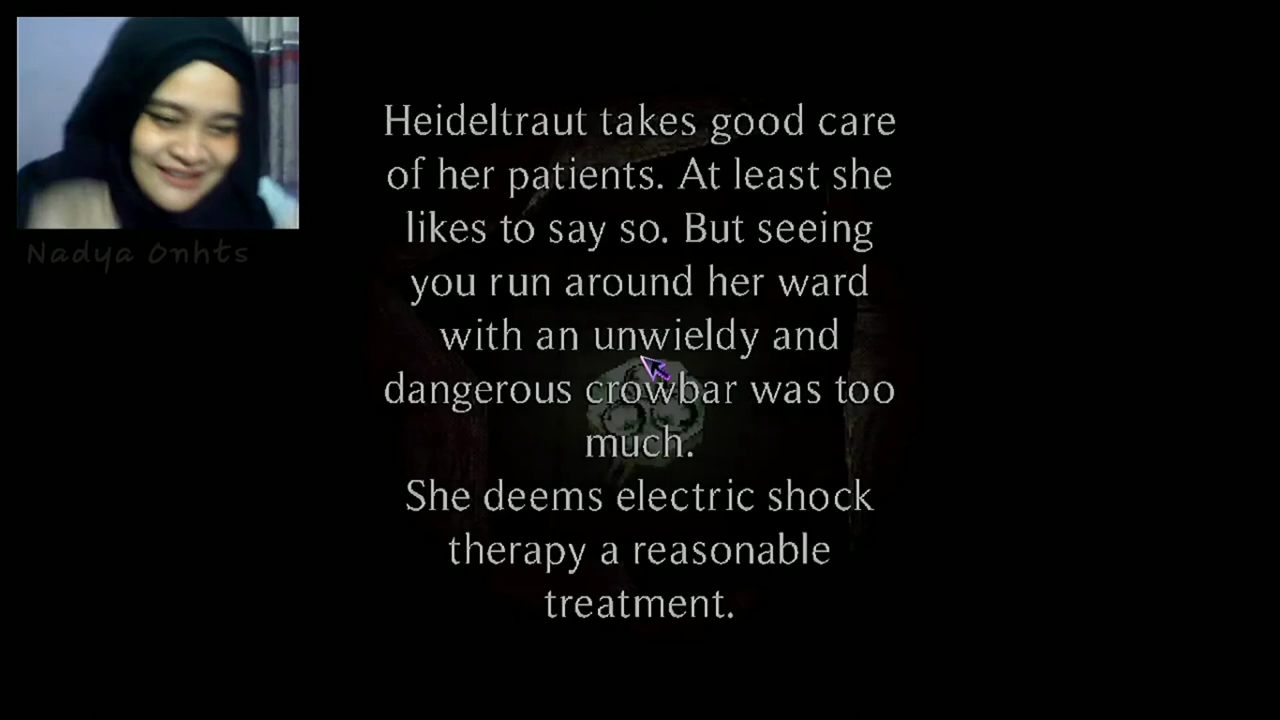 Nadya Onhts
Heideltraut takes good care
of her patients. At least she
likes to say so. But seeing
you run around her ward
with an unwieldy and
dangerous crowbar was too
much.
She deems electric shock
therapy a reasonable
treatment.